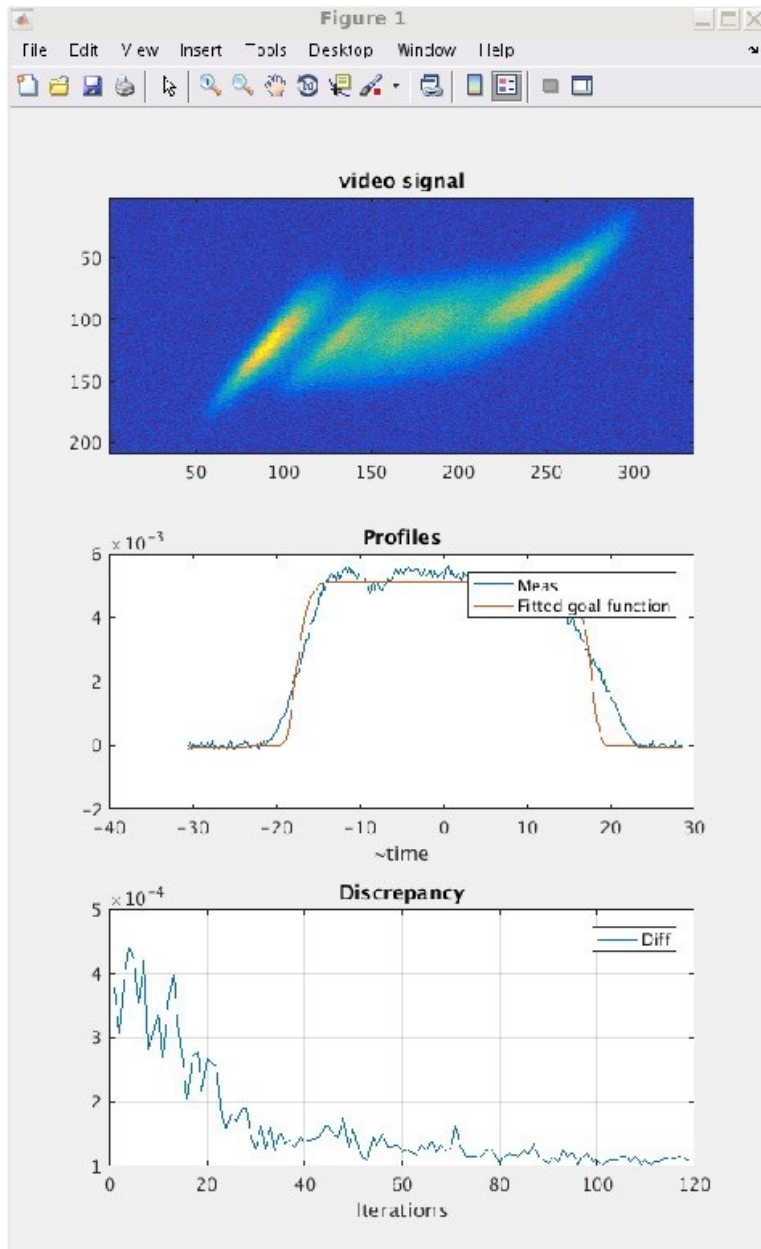 Figure 1
File Edit View Insert Tools Desktop Window Help
video signal
50
100
150
200
50 100 150 200 250 300
Profiles
×10⁻³
6
4
2
0
-2
Meas
Fitted goal function
-40 -30 -20 -10 0 10 20 30
~time
Discrepancy
×10⁻⁴
5
4
3
2
1
Diff
0 20 40 60 80 100 120
Iterations